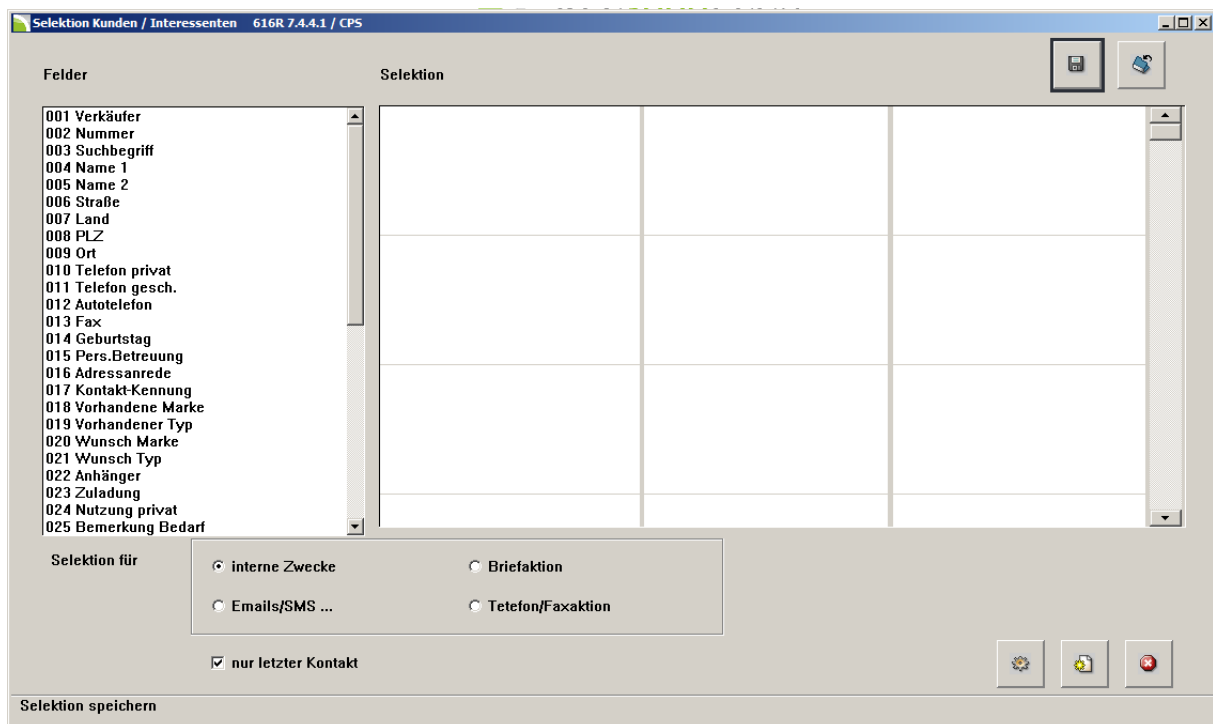 Selektion Kunden / Interessenten 616R 7.4.4.1 / CPS
Felder
Selektion
001 Verkäufer
002 Nummer
003 Suchbegriff
004 Name 1
005 Name 2
006 Straße
007 Land
008 PLZ
009 Ort
010 Telefon privat
011 Telefon gesch.
012 Autotelefon
013 Fax
014 Geburtstag
015 Pers.Betreuung
016 Adressanrede
017 Kontakt-Kennung
018 Vorhandene Marke
019 Vorhandener Typ
020 Wunsch Marke
021 Wunsch Typ
022 Anhänger
023 Zuladung
024 Nutzung privat
025 Bemerkung Bedarf
Selektion für
interne Zwecke
Briefaktion
Emails/SMS ...
Tetefon/Faxaktion
nur letzter Kontakt
Selektion speichern